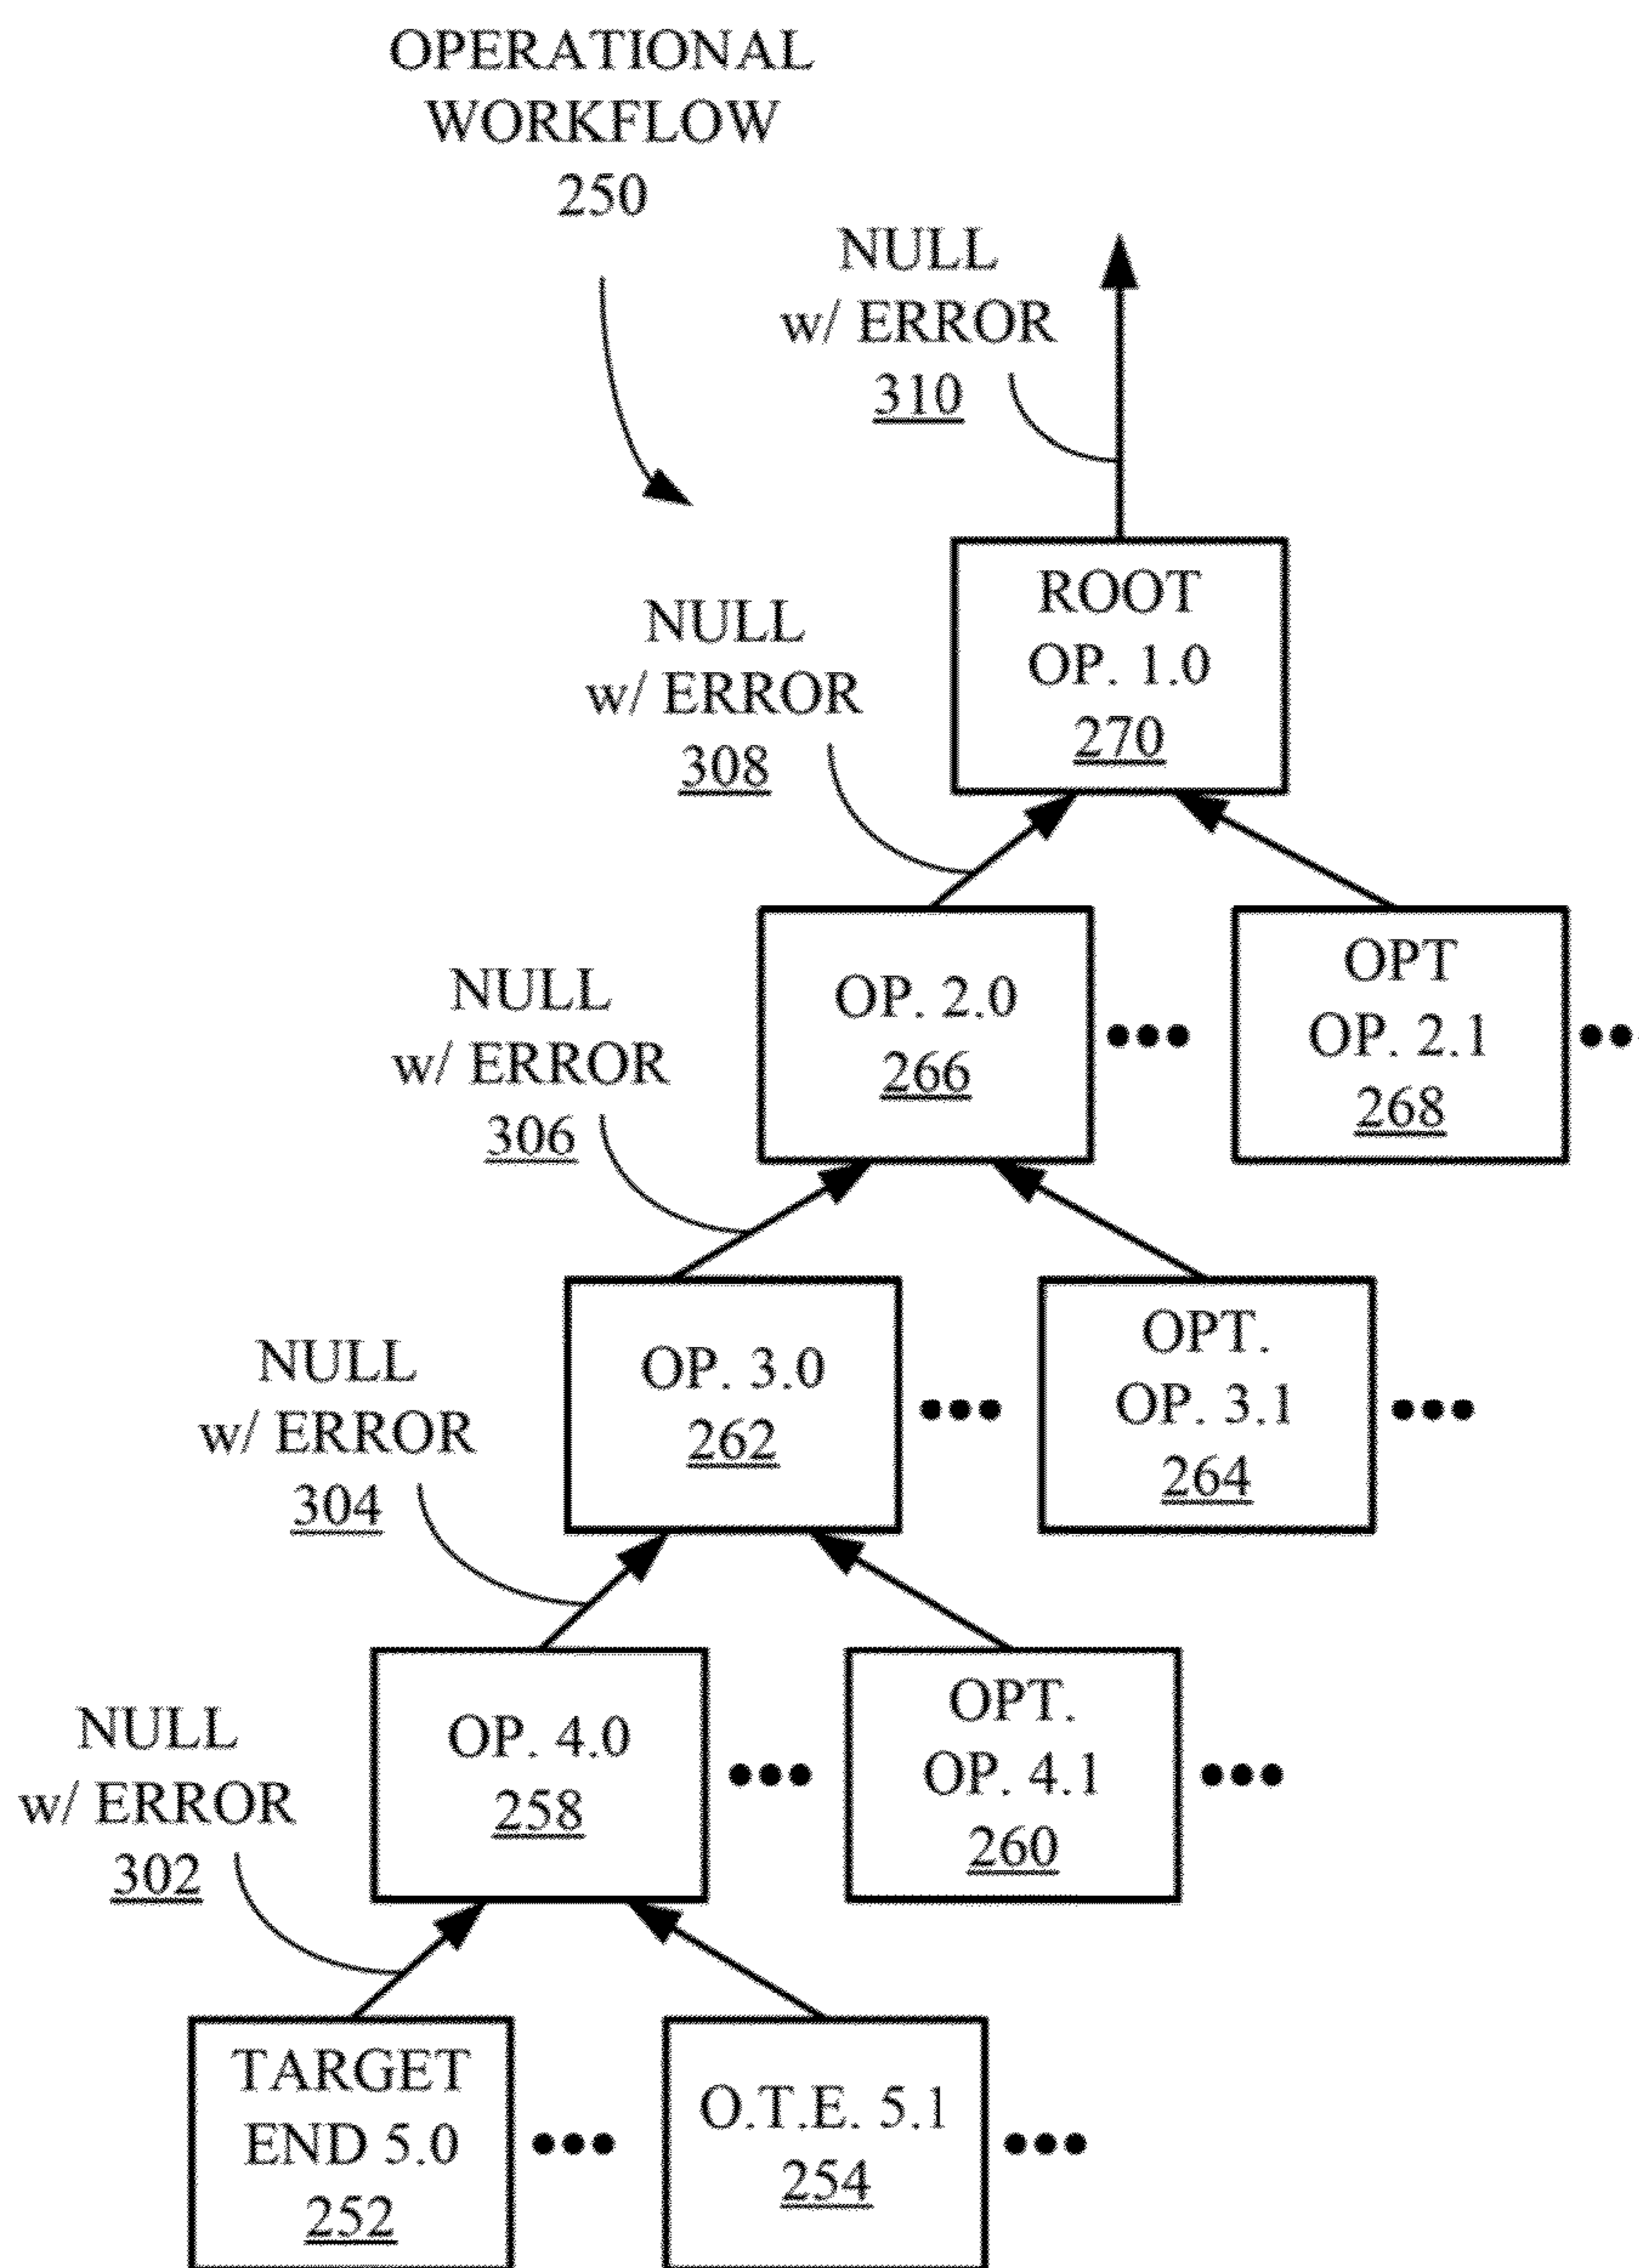 OPERATIONAL
WORKFLOW
250
NULL
w/ ERROR
310
ROOT
OP. 1.0
270
NULL
w/ ERROR
308
OP. 2.0
266
OPT
OP. 2.1
268
NULL
w/ ERROR
306
OP. 3.0
262
OPT.
OP. 3.1
264
NULL
w/ ERROR
304
OP. 4.0
258
OPT.
OP. 4.1
260
NULL
w/ ERROR
302
TARGET
END 5.0
252
O.T.E. 5.1
254